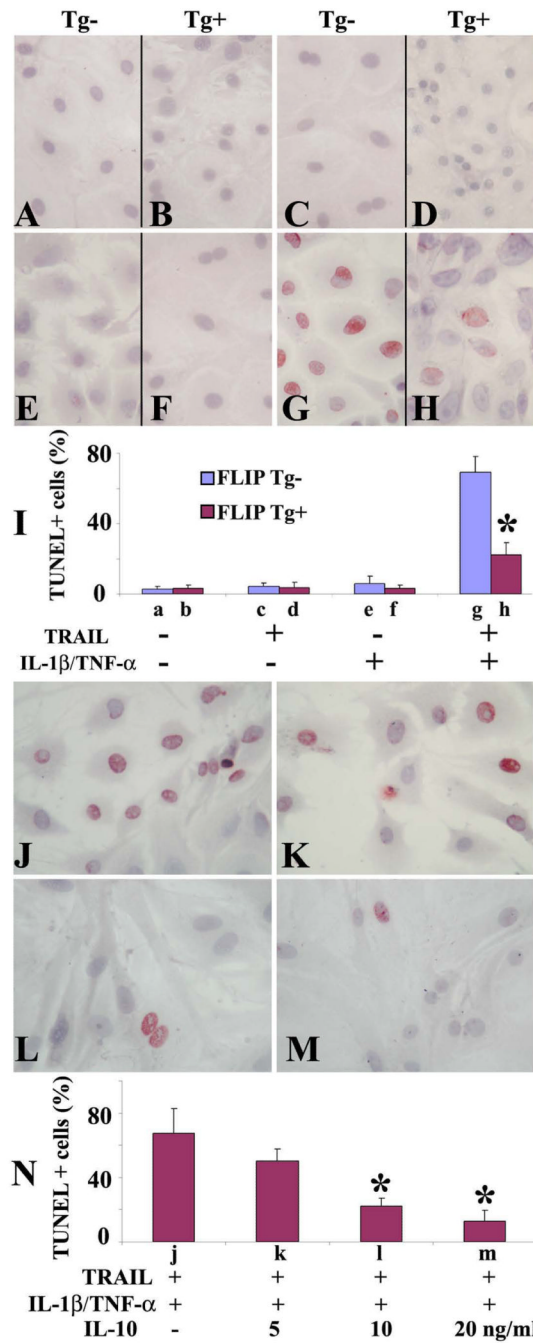 Tg- Tg+ Tg- Tg+
A B C D
E F G H
I
TUNEL+ cells (%)
80
40
0
FLIP Tg-
FLIP Tg+
*
a b c d e f g h
TRAIL - + - +
IL-1β/TNF-α - - + +
J K
L M
N
TUNEL + cells (%)
80
40
0
* *
j k l m
TRAIL + + + +
IL-1β/TNF-α + + + +
IL-10 - 5 10 20 ng/ml